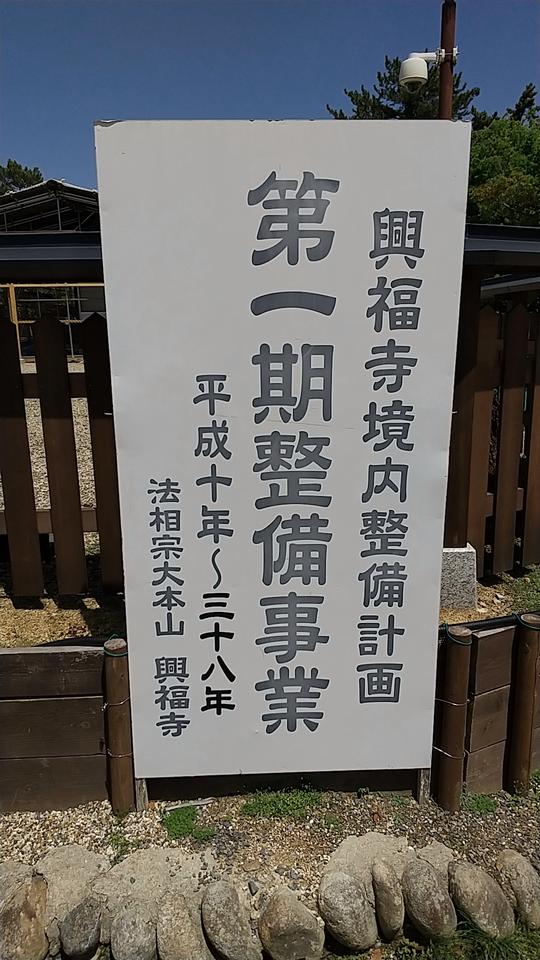 興福寺境内整備計画
第一期整備事業
平成十年～三十八年
法相宗大本山 興福寺